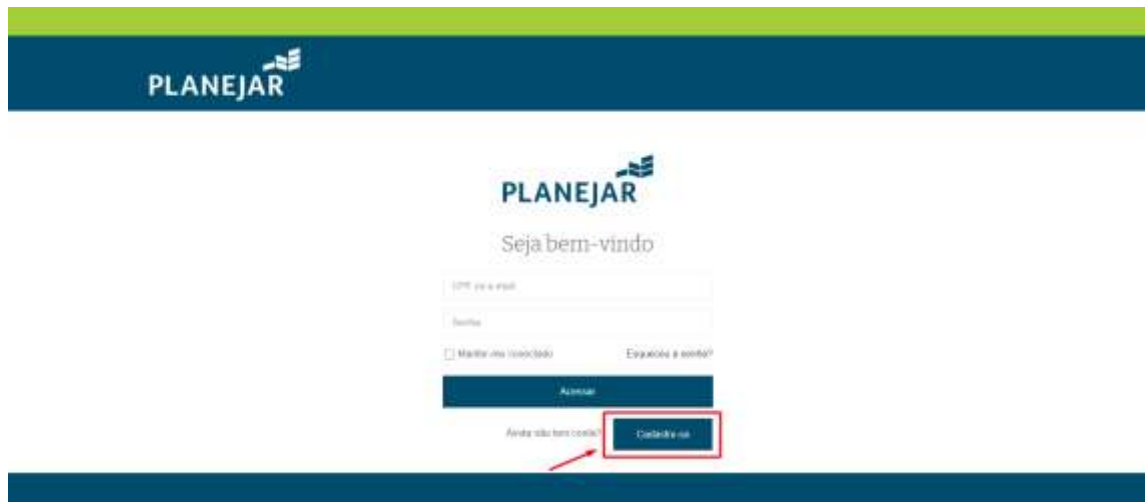 PLANEJAR
PLANEJAR
Seja bem-vindo
CPF ou e-mail
Senha
Manter-me conectado Esqueceu a senha?
Acessar
Ainda não tem conta? Cadastre-se